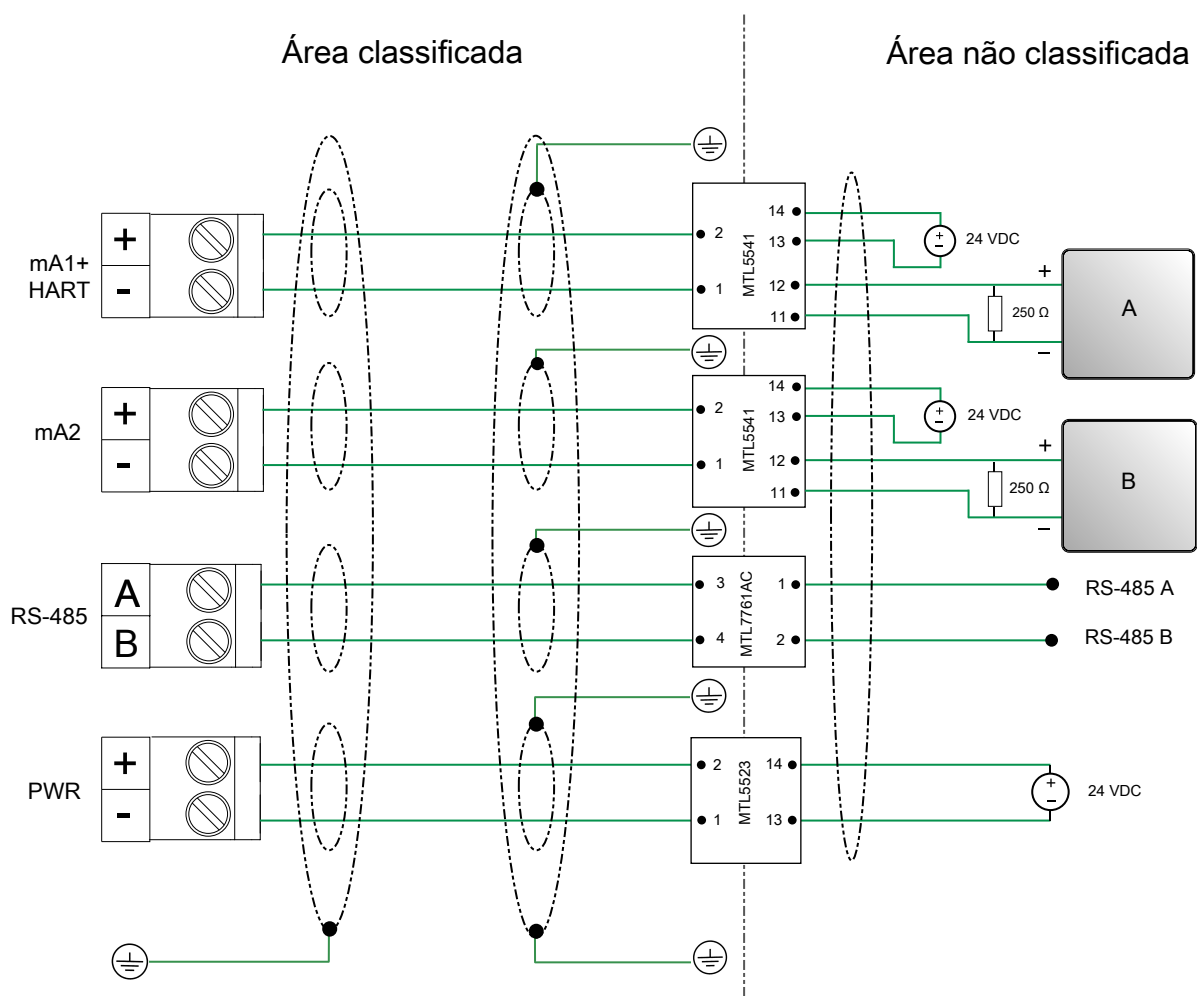 Área classificada
Área não classificada
mA1+
HART
+
-
2
1
MTL5541
14
13
12
11
24 VDC
250 Ω
+
–
A
mA2
+
-
2
1
MTL5541
14
13
12
11
24 VDC
250 Ω
+
–
B
RS-485
A
B
3
4
MTL7761AC
1
2
RS-485 A
RS-485 B
PWR
+
-
2
1
MTL5523
14
13
+
-
24 VDC